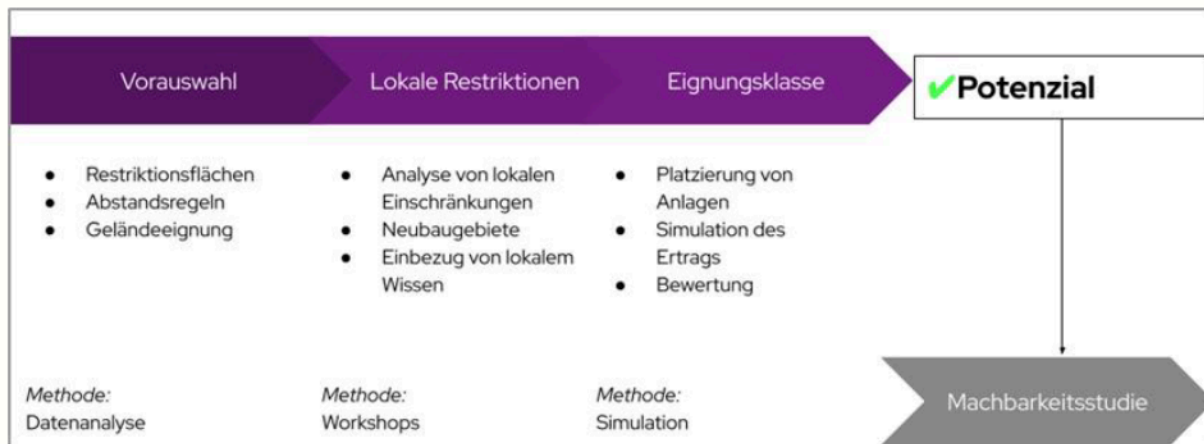 Vorauswahl
Lokale Restriktionen
Eignungsklasse
✔Potenzial
● Restriktionsflächen
● Abstandsregeln
● Geländeeignung
● Analyse von lokalen
Einschränkungen
● Neubaugebiete
● Einbezug von lokalem
Wissen
● Platzierung von
Anlagen
● Simulation des
Ertrags
● Bewertung
Methode:
Datenanalyse
Methode:
Workshops
Methode:
Simulation
Machbarkeitsstudie